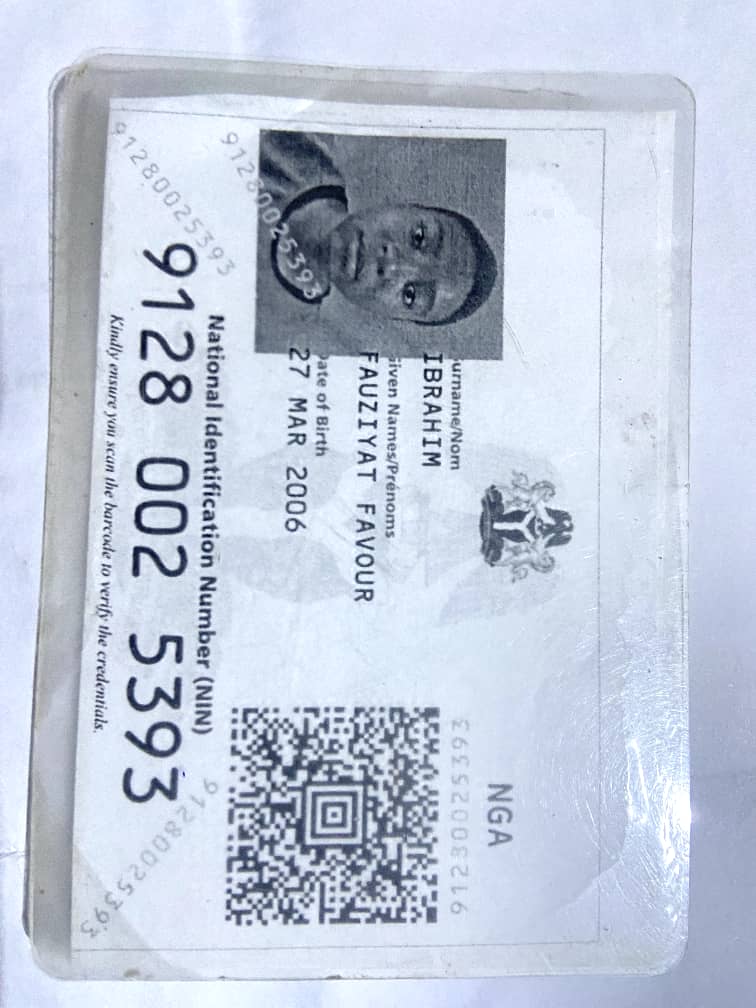 NGA
91280025393
urname/Nom
IBRAHIM
iven Names/Prénoms
FAUZIYAT FAVOUR
ate of Birth
27 MAR 2006
91280025393
National Identification Number (NIN)
91280025393
9128 002 5393
91280025393
Kindly ensure you scan the barcode to verify the credentials.